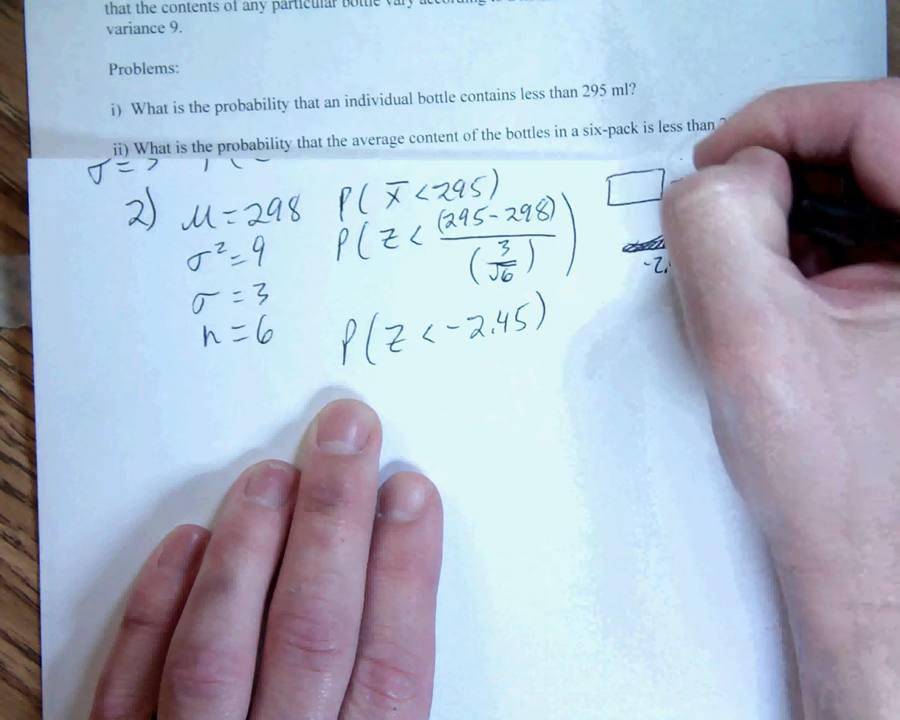 that the contents of any particular bottle vary according
variance 9.
Problems:
i) What is the probability that an individual bottle contains less than 295 ml?
ii) What is the probability that the average content of the bottles in a six-pack is less than
σ = 3 P(
2) μ = 298 P( x̄ < 295)
σ² = 9 P( Z < (295 - 298) / (3/√6) )
σ = 3
n = 6 P( Z < -2.45)
-2.